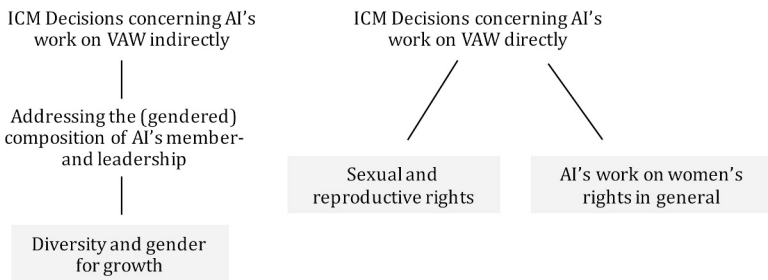 ICM Decisions concerning AI's
work on VAW indirectly
Addressing the (gendered)
composition of AI's member-
and leadership
Diversity and gender
for growth
ICM Decisions concerning AI's
work on VAW directly
Sexual and
reproductive rights
AI's work on women's
rights in general